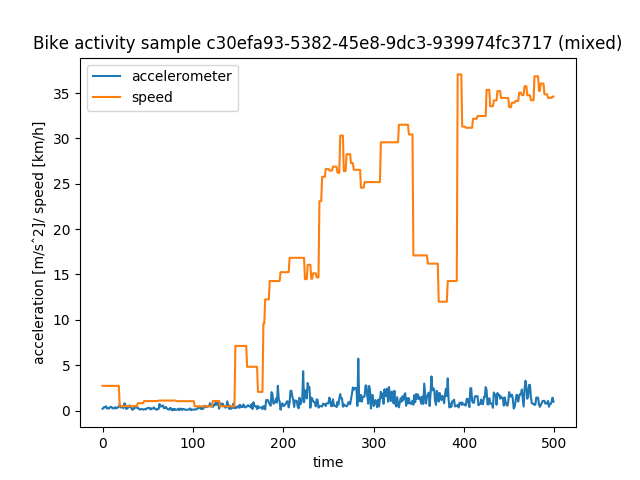 Bike activity sample c30efa93-5382-45e8-9dc3-939974fc3717 (mixed)
accelerometer
speed
acceleration [m/s^2]/ speed [km/h]
35
30
25
20
15
10
5
0
0 100 200 300 400 500
time